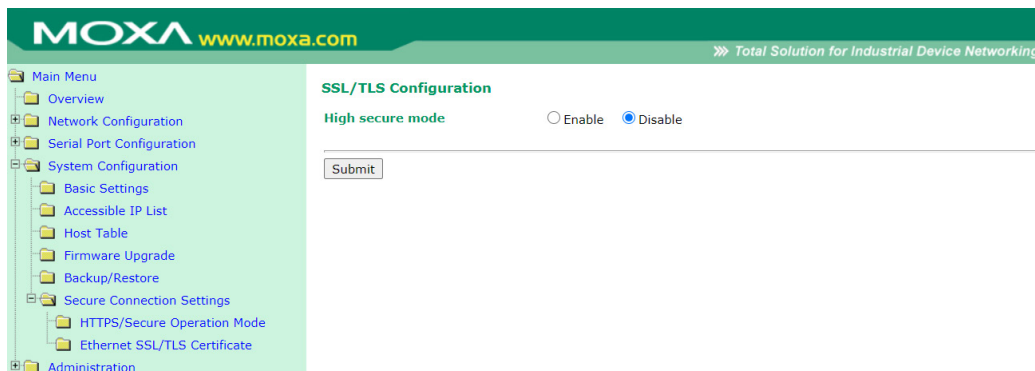 MOXA www.moxa.com
Total Solution for Industrial Device Networking
Main Menu
Overview
Network Configuration
Serial Port Configuration
System Configuration
Basic Settings
Accessible IP List
Host Table
Firmware Upgrade
Backup/Restore
Secure Connection Settings
HTTPS/Secure Operation Mode
Ethernet SSL/TLS Certificate
Administration
SSL/TLS Configuration
High secure mode Enable Disable
Submit